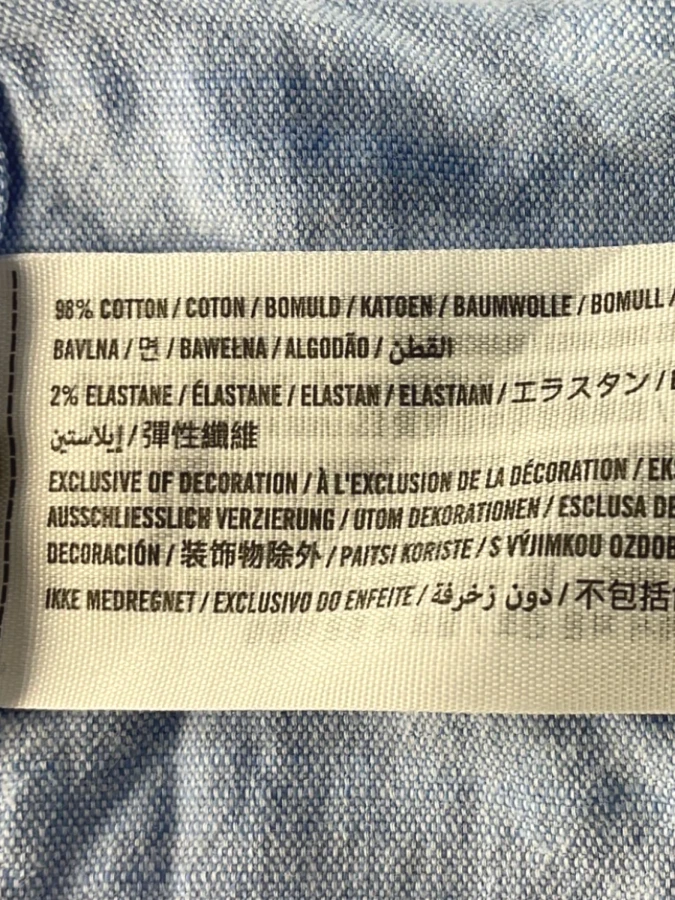 98% COTTON / COTON / BOMULD / KATOEN / BAUMWOLLE / BOMULL /
BAVLNA / 면 / BAWEŁNA / ALGODÃO / القطن
2% ELASTANE / ÉLASTANE / ELASTAN / ELASTAAN / エラスタン /
إيلاستين / 彈性纖維
EXCLUSIVE OF DECORATION / À L'EXCLUSION DE LA DÉCORATION /
AUSSCHLIESSLICH VERZIERUNG / UTOM DEKORATIONEN / ESCLUSA
DECORACIÓN / 装飾物除外 / PAITSI KORISTE / S VÝJIMKOU
IKKE MEDREGNET / EXCLUSIVO DO ENFEITE / دون زخرفة / 不包括